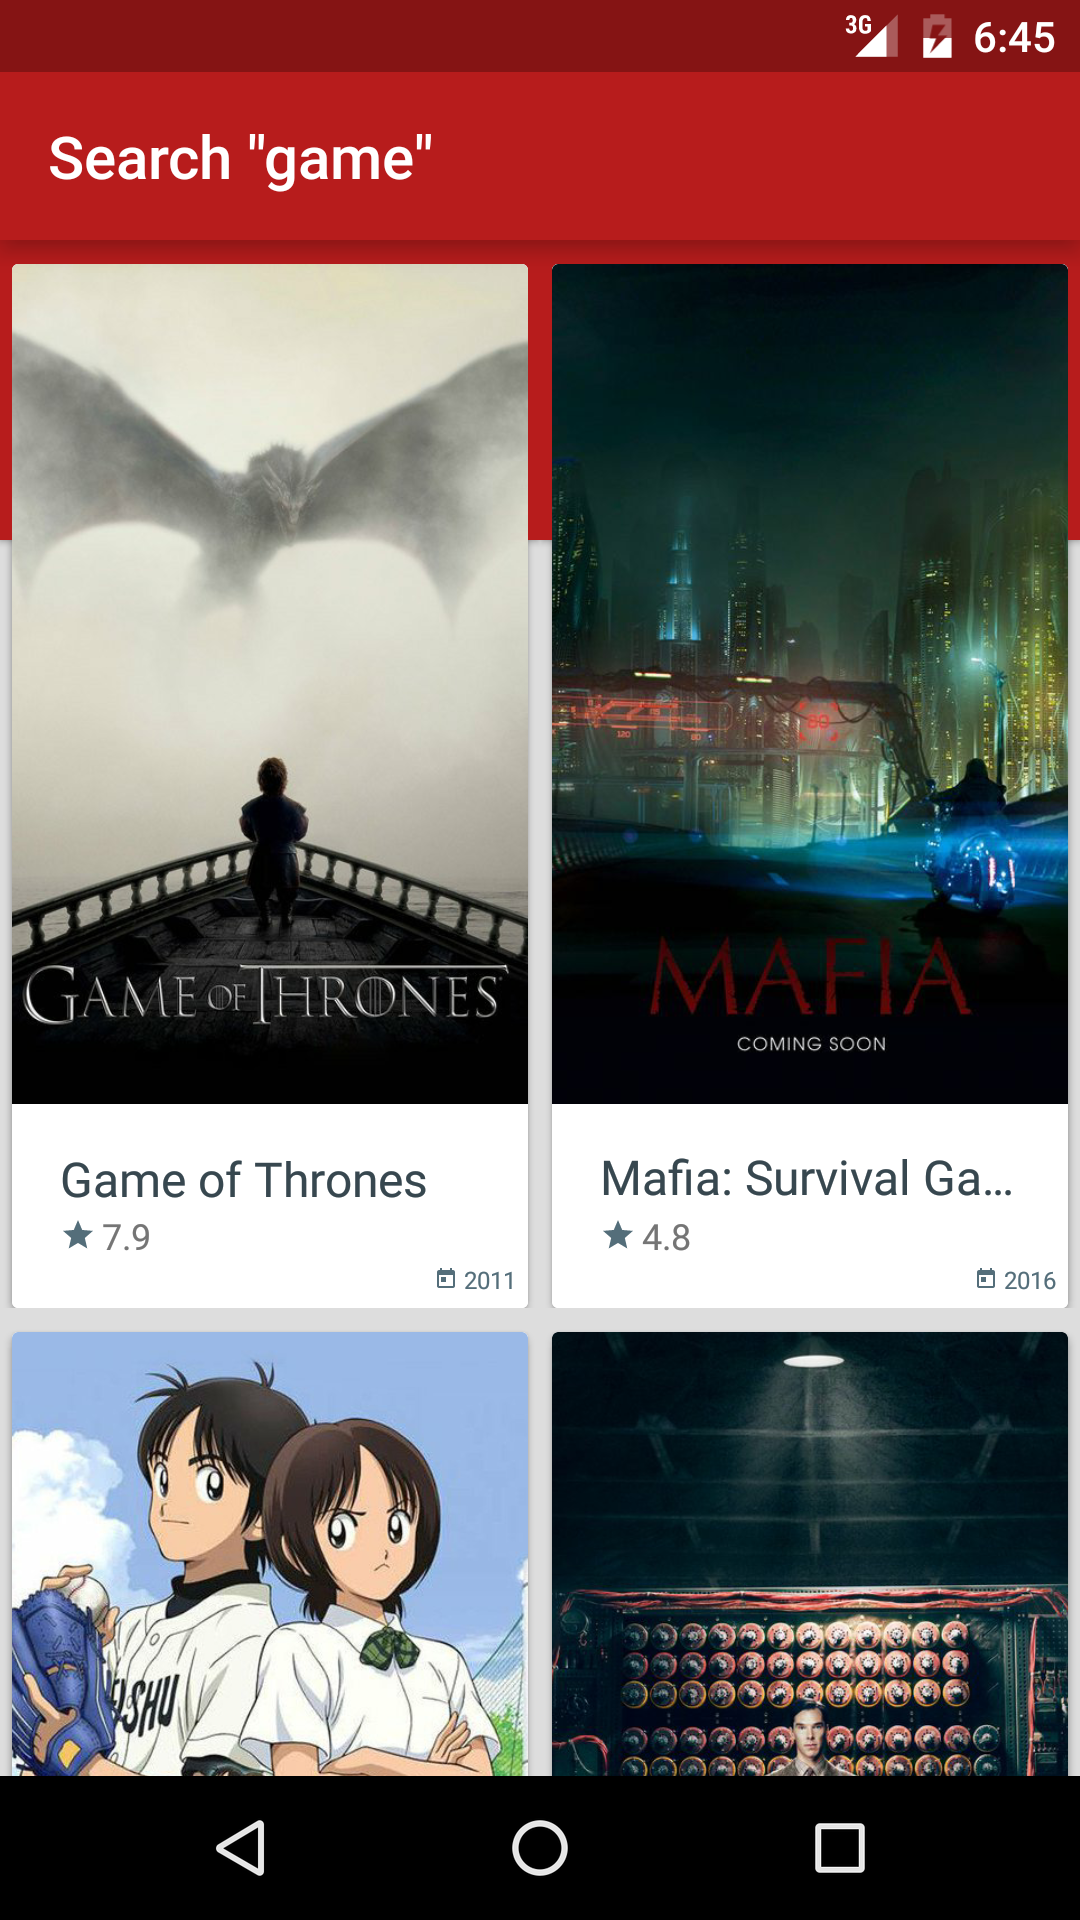 3G 6:45
Search "game"
GAME OF THRONES
MAFIA
COMING SOON
Game of Thrones
7.9
2011
Mafia: Survival Ga...
4.8
2016